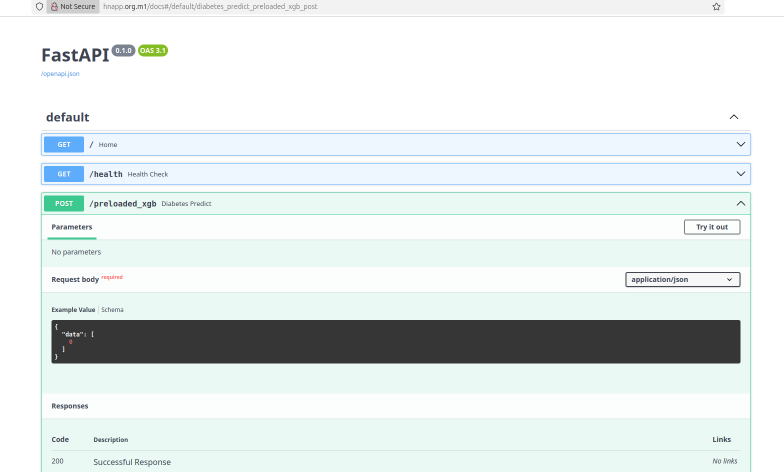 Not Secure hnapp.org.m1/docs#/default/diabetes_predict_preloaded_xgb_post
FastAPI 0.1.0 OAS 3.1
/openapi.json
default
GET / Home
GET /health Health Check
POST /preloaded_xgb Diabetes Predict
Parameters Try it out
No parameters
Request body required application/json
Example Value | Schema
{
"data": [
0
]
}
Responses
Code Description Links
200 Successful Response No links